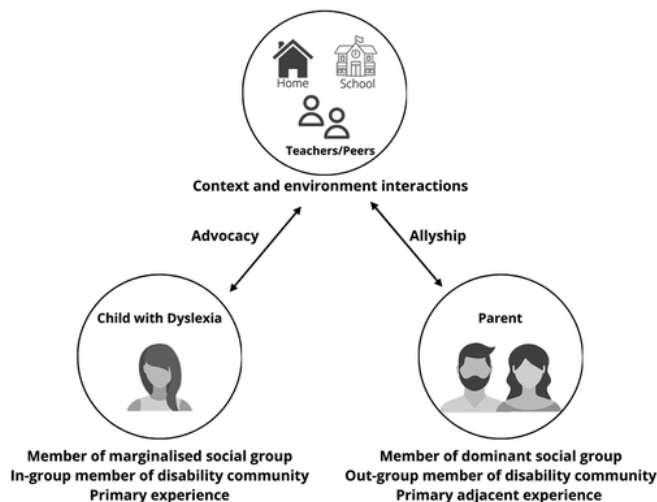 Home
School
Teachers/Peers
Context and environment interactions
Advocacy
Allyship
Child with Dyslexia
Parent
Member of marginalised social group
In-group member of disability community
Primary experience
Member of dominant social group
Out-group member of disability community
Primary adjacent experience